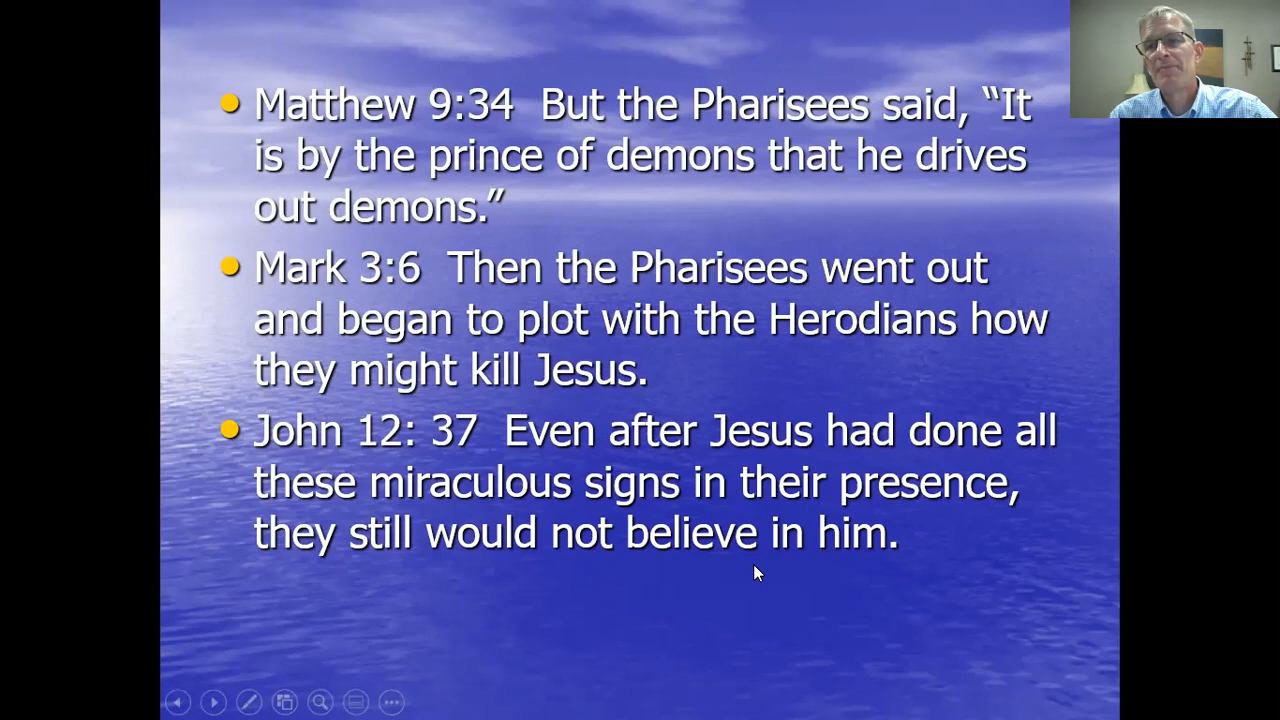 Matthew 9:34  But the Pharisees said, “It
is by the prince of demons that he drives
out demons.”
Mark 3:6  Then the Pharisees went out
and began to plot with the Herodians how
they might kill Jesus.
John 12: 37  Even after Jesus had done all
these miraculous signs in their presence,
they still would not believe in him.